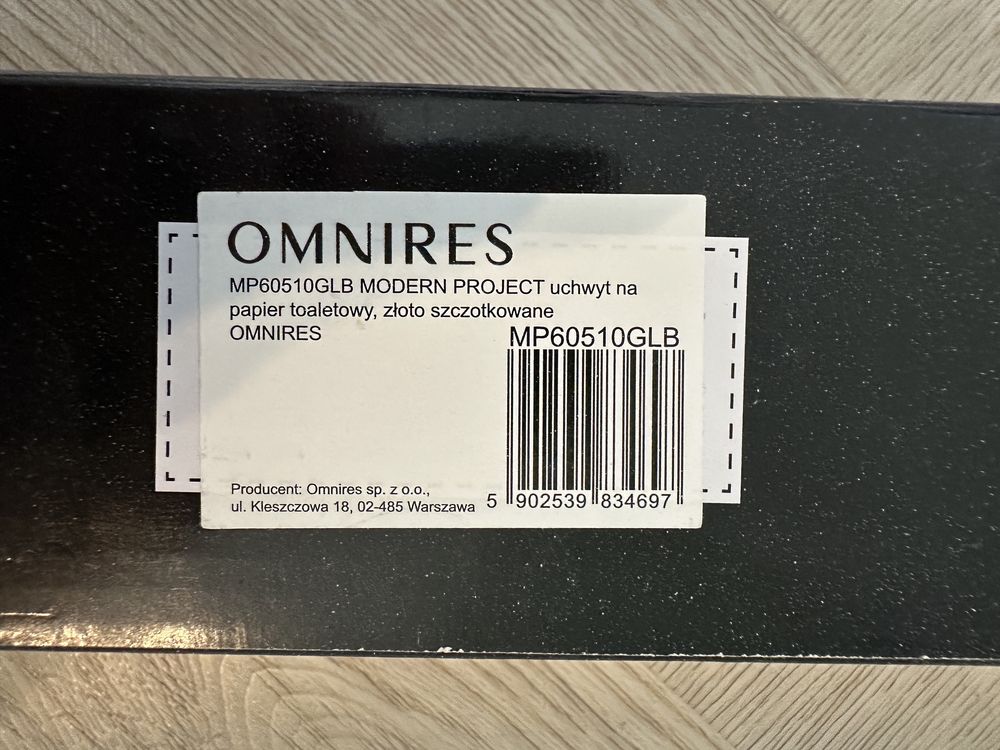 OMNIRES
MP60510GLB MODERN PROJECT uchwyt na
papier toaletowy, złoto szczotkowane
OMNIRES
MP60510GLB
5 902539 834697
Producent: Omnires sp. z o.o.,
ul. Kleszczowa 18, 02-485 Warszawa